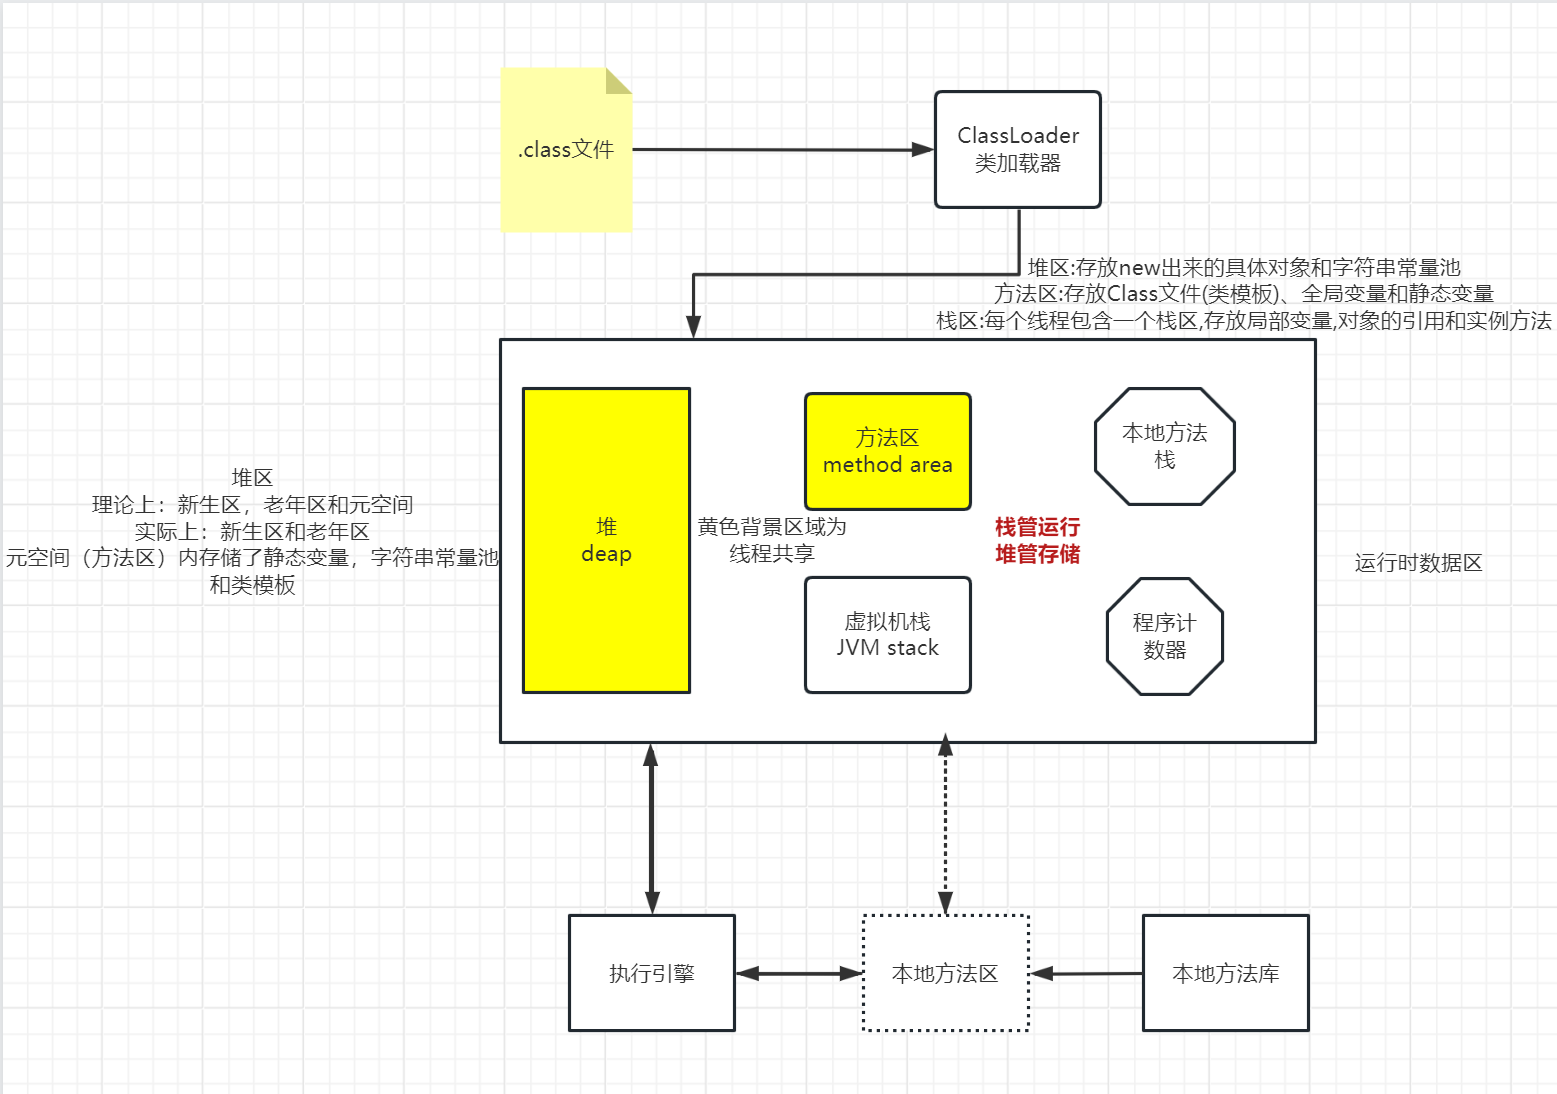 .class文件
ClassLoader
类加载器
堆区:存放new出来的具体对象和字符串常量池
方法区:存放Class文件(类模板)、全局变量和静态变量
栈区:每个线程包含一个栈区,存放局部变量,对象的引用和实例方法
堆区
理论上：新生区，老年区和元空间
实际上：新生区和老年区
元空间（方法区）内存储了静态变量，字符串常量池
和类模板
堆
deap
方法区
method area
黄色背景区域为
线程共享
虚拟机栈
JVM stack
本地方法
栈
栈管运行
堆管存储
程序计
数器
运行时数据区
执行引擎
本地方法区
本地方法库